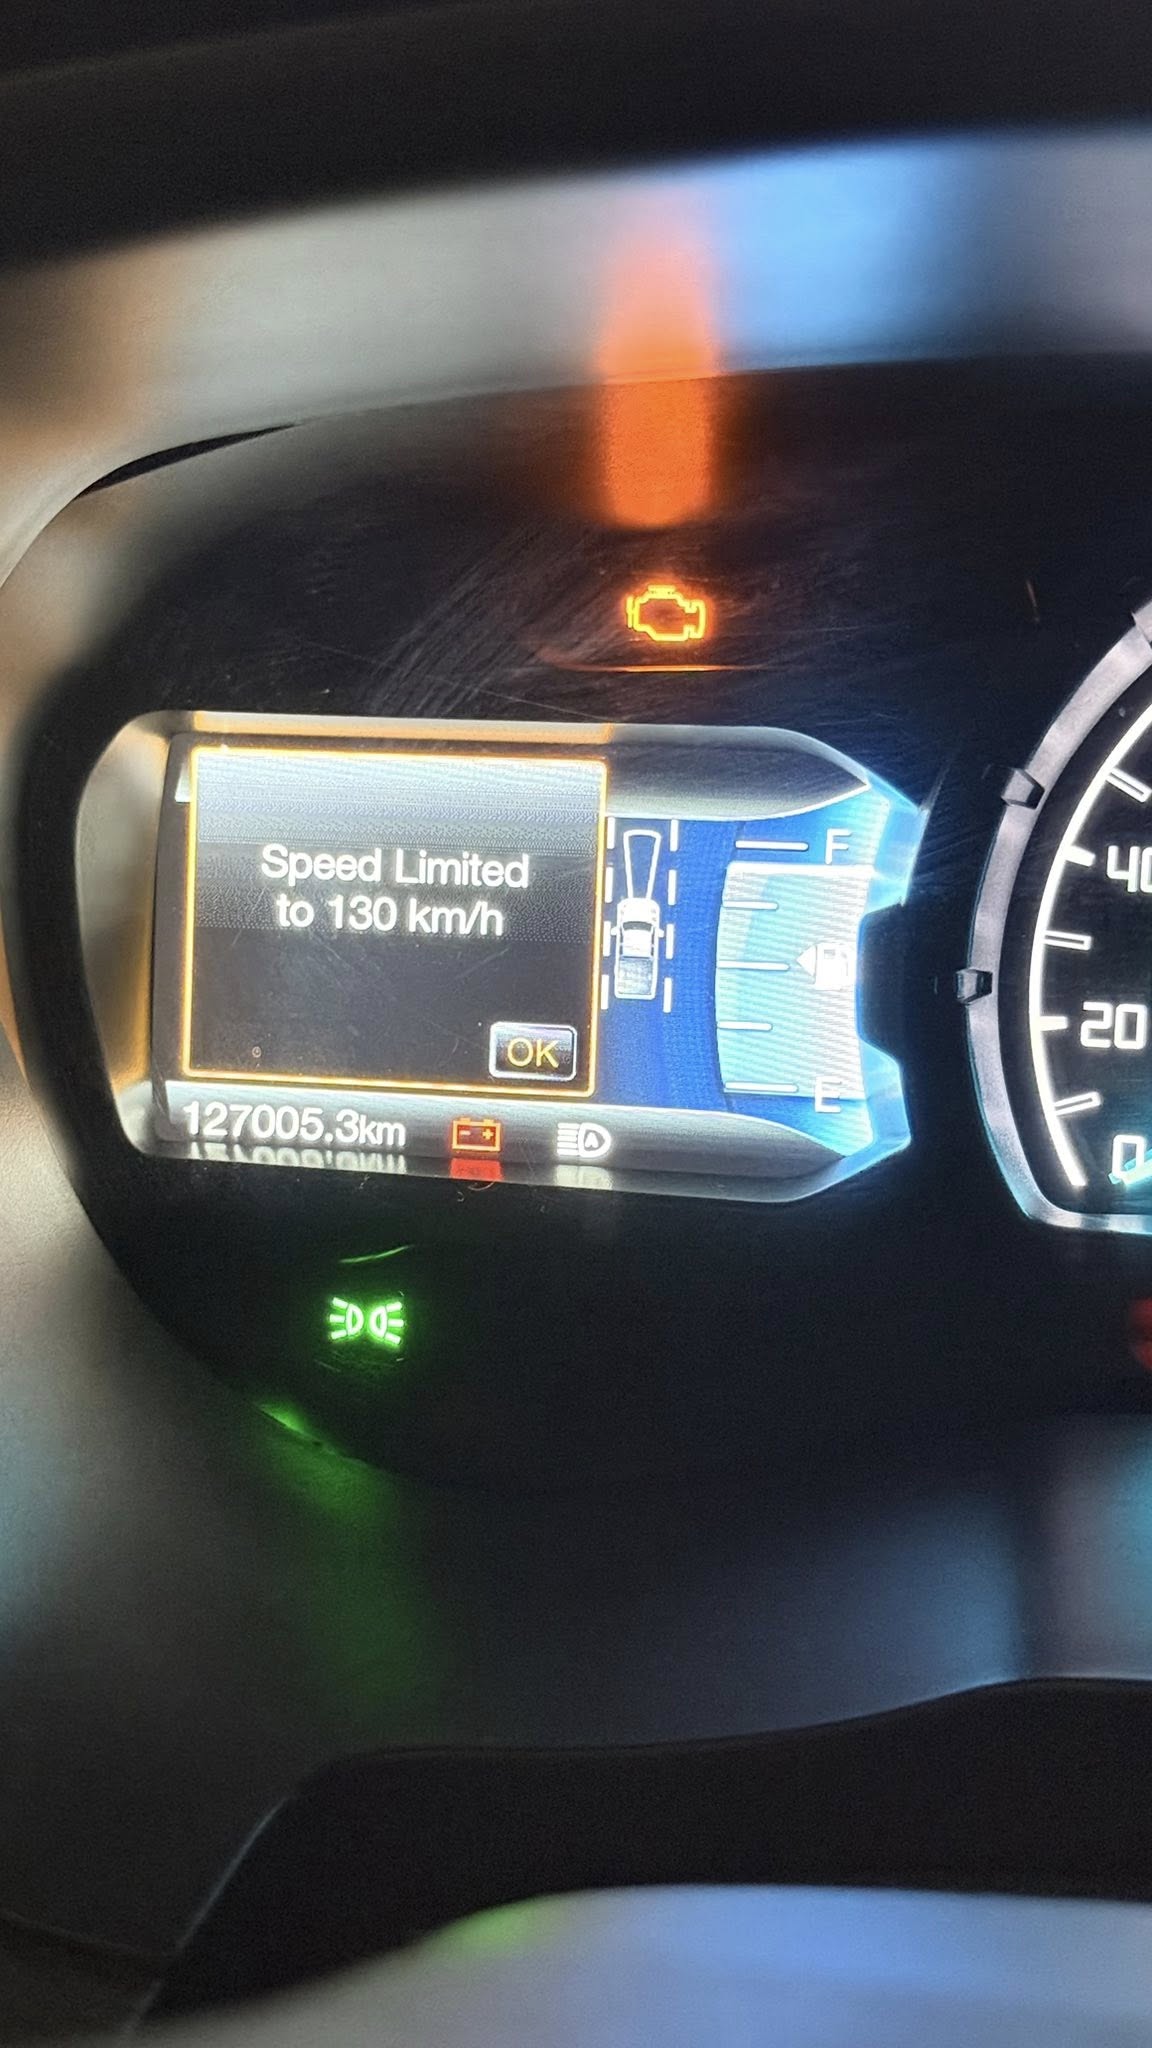 Speed Limited
to 130 km/h
OK
127005.3km
F
E
40
20
0